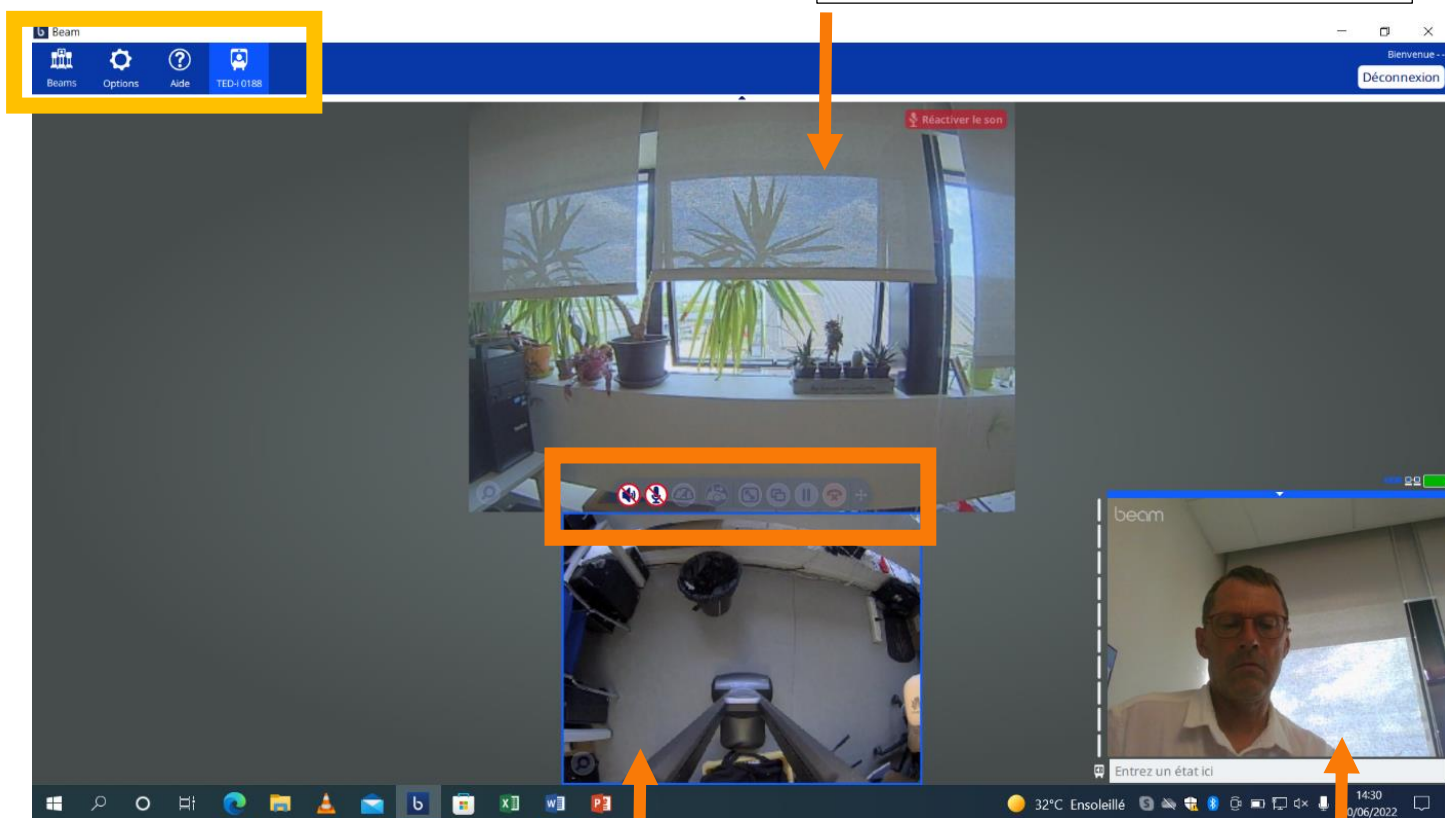 Beam
Beams
Options
Aide
TED-i 0188
Bienvenue - -
Déconnexion
Réactiver le son
beam
Entrez un état ici
32°C Ensoleillé
14:30
0/06/2022